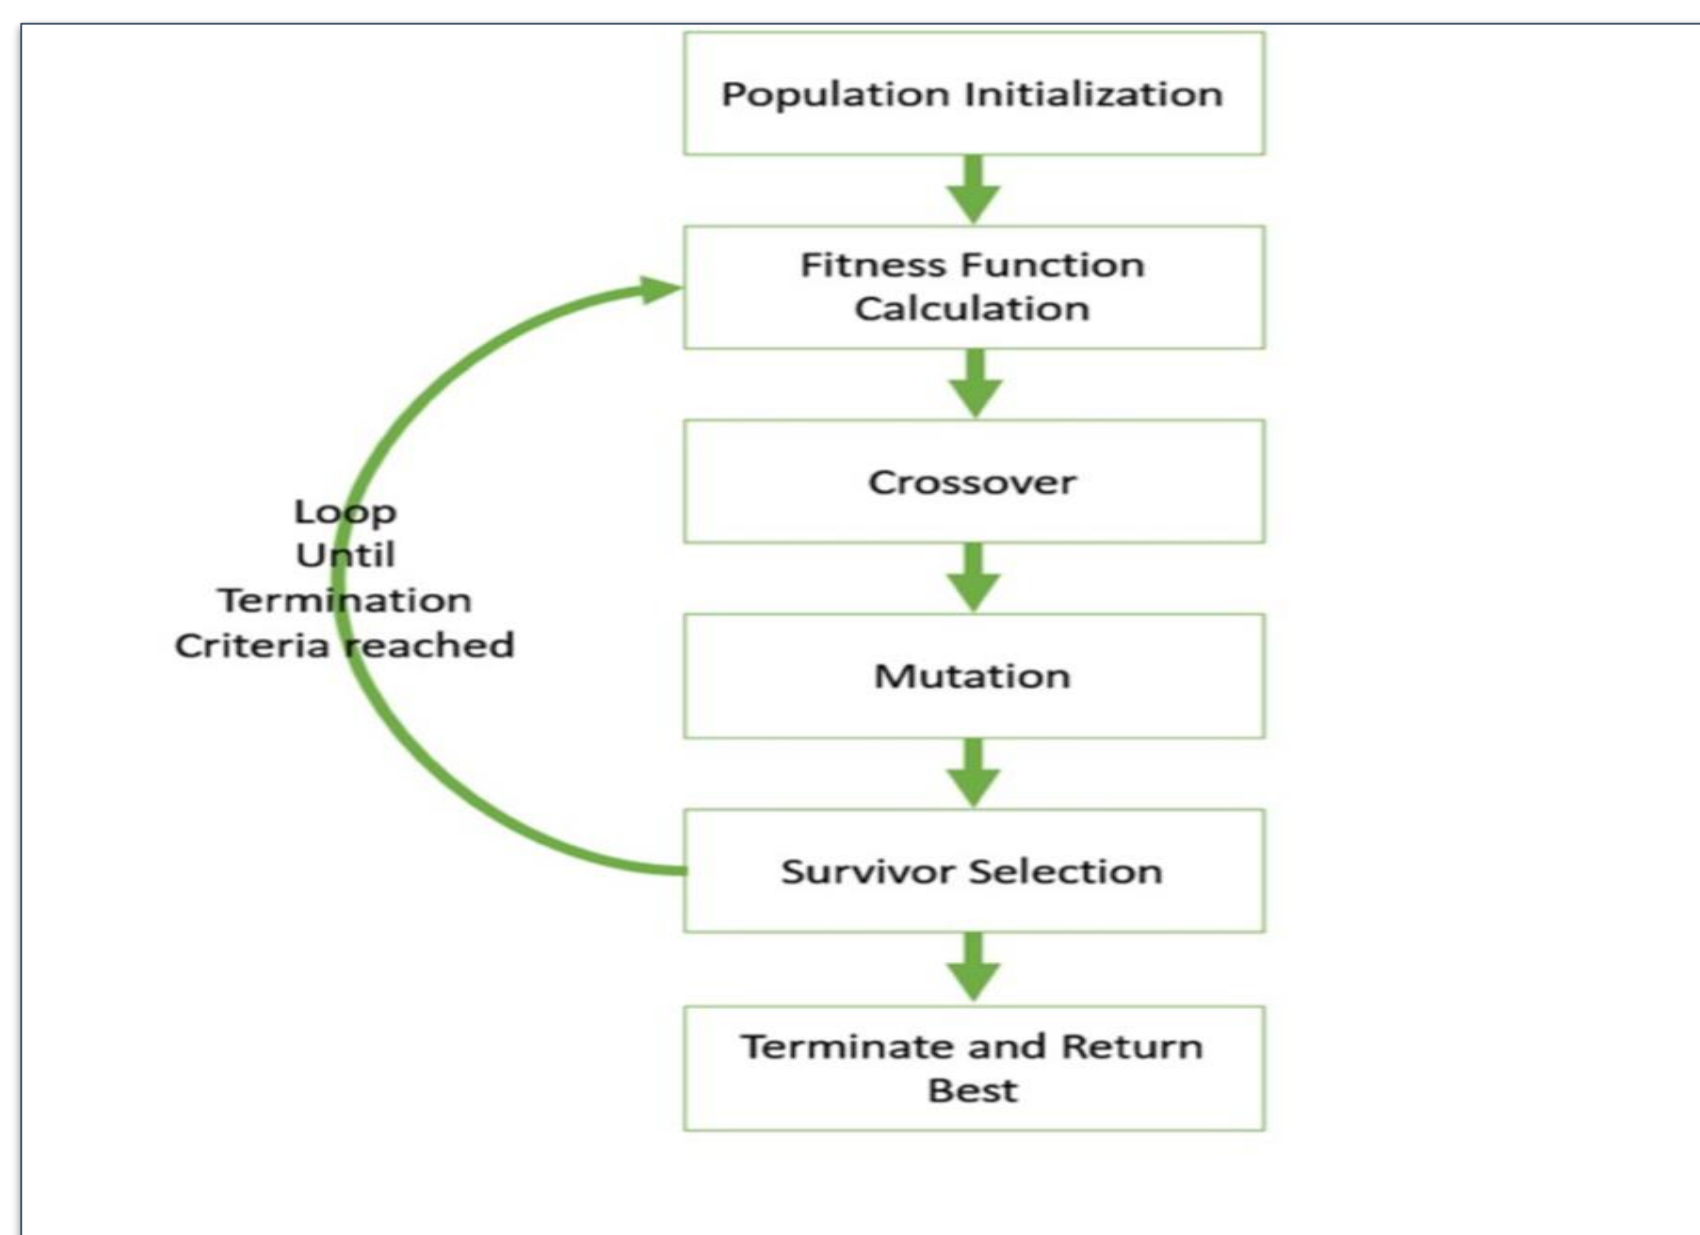 Population Initialization
Fitness Function
Calculation
Crossover
Loop
Until
Termination
Criteria reached
Mutation
Survivor Selection
Terminate and Return
Best